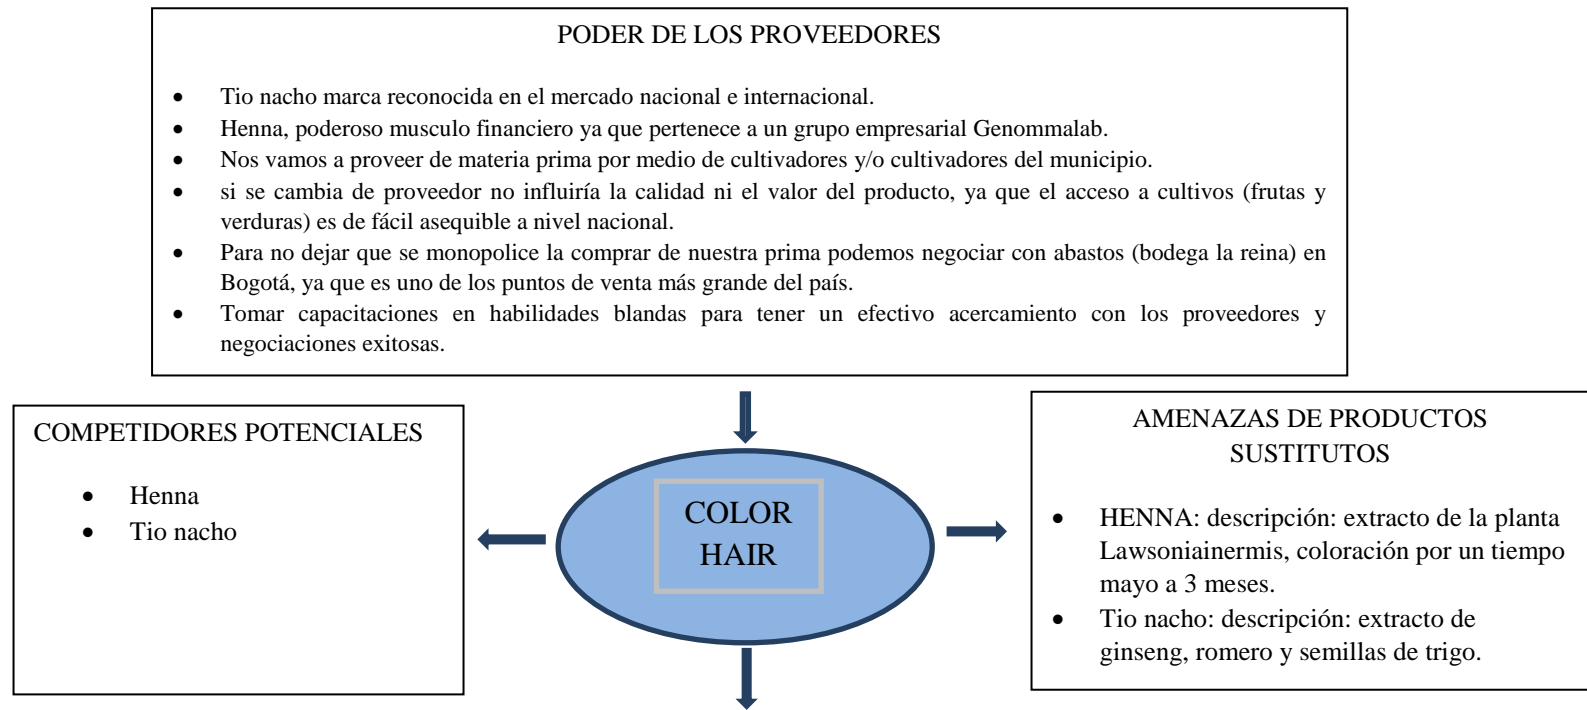 PODER DE LOS PROVEEDORES
• Tio nacho marca reconocida en el mercado nacional e internacional.
• Henna, poderoso musculo financiero ya que pertenece a un grupo empresarial Genommalab.
• Nos vamos a proveer de materia prima por medio de cultivadores y/o cultivadores del municipio.
• si se cambia de proveedor no influiría la calidad ni el valor del producto, ya que el acceso a cultivos (frutas y
verduras) es de fácil asequible a nivel nacional.
• Para no dejar que se monopolice la comprar de nuestra prima podemos negociar con abastos (bodega la reina) en
Bogotá, ya que es uno de los puntos de venta más grande del país.
• Tomar capacitaciones en habilidades blandas para tener un efectivo acercamiento con los proveedores y
negociaciones exitosas.
COMPETIDORES POTENCIALES
• Henna
• Tio nacho
COLOR
HAIR
AMENAZAS DE PRODUCTOS
SUSTITUTOS
• HENNA: descripción: extracto de la planta
Lawsoniainermis, coloración por un tiempo
mayo a 3 meses.
• Tio nacho: descripción: extracto de
ginseng, romero y semillas de trigo.